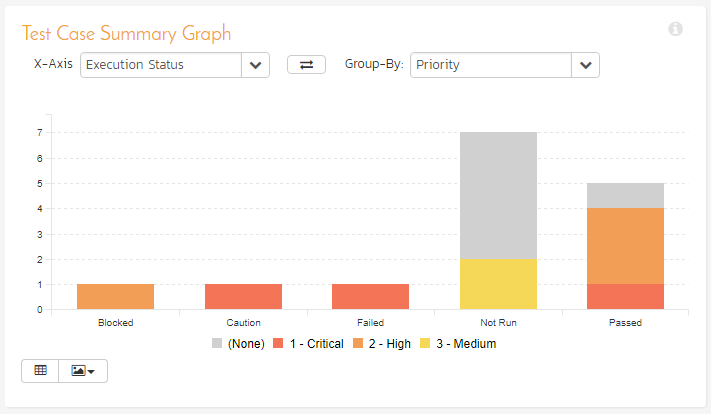 Test Case Summary Graph
X-Axis Execution Status Group-By: Priority
7
6
5
4
3
2
1
0
Blocked Caution Failed Not Run Passed
(None) 1 - Critical 2 - High 3 - Medium